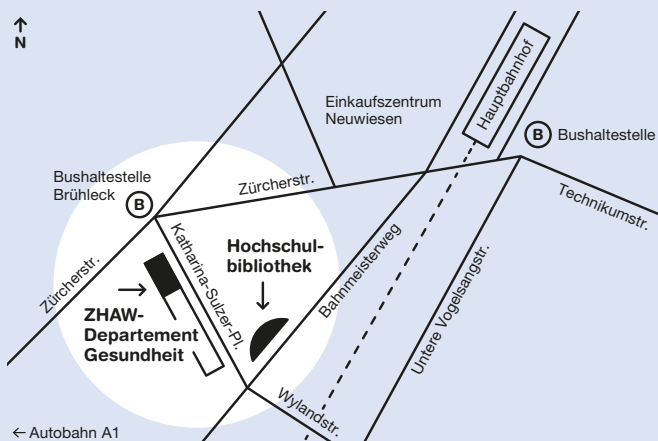 N
Einkaufszentrum
Neuwiesen
Hauptbahnhof
B
Bushaltestelle
Bushaltestelle
Brühleck
B
Zürcherstr.
Technikumstr.
Zürcherstr.
Katharina-Sulzer-Pl.
Hochschul-
bibliothek
Bahnmeisterweg
Untere Vogelsangstr.
ZHAW-
Departement
Gesundheit
Wylandstr.
← Autobahn A1